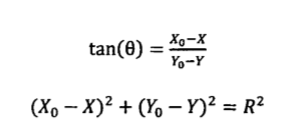 tan(θ) = X₀−X / Y₀−Y
(X₀ − X)² + (Y₀ − Y)² = R²